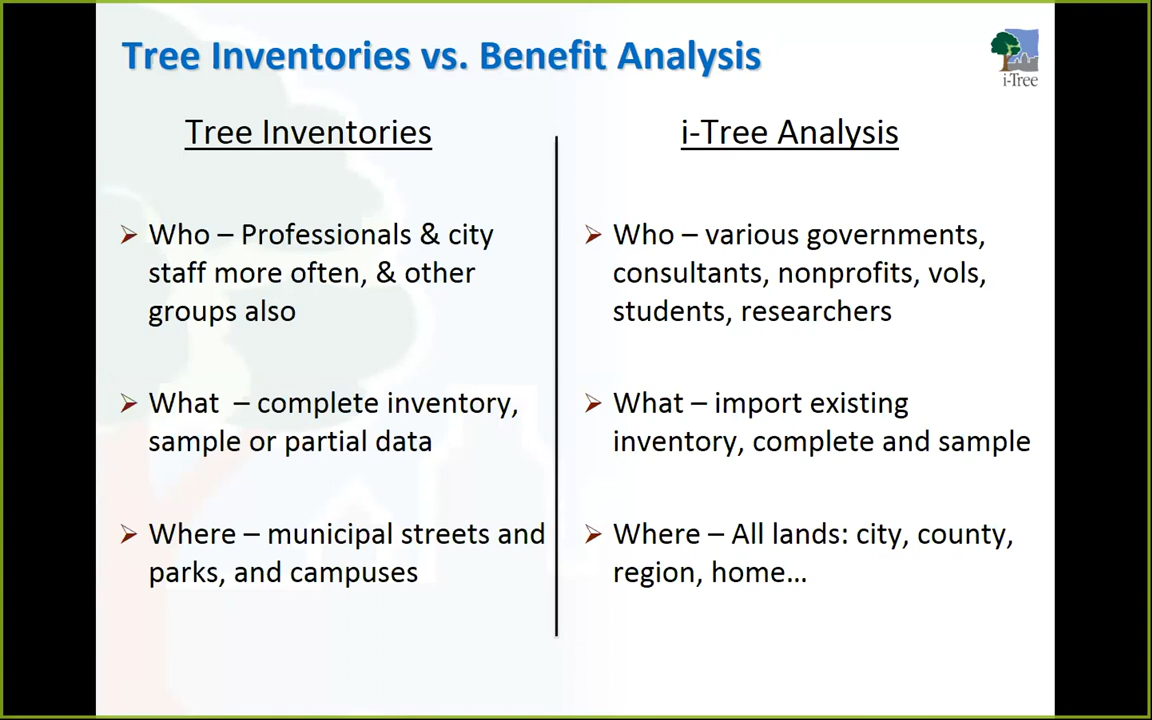 Tree Inventories vs. Benefit Analysis
i-Tree
Tree Inventories
Who – Professionals & city
staff more often, & other
groups also
What – complete inventory,
sample or partial data
Where – municipal streets and
parks, and campuses
i-Tree Analysis
Who – various governments,
consultants, nonprofits, vols,
students, researchers
What – import existing
inventory, complete and sample
Where – All lands: city, county,
region, home…